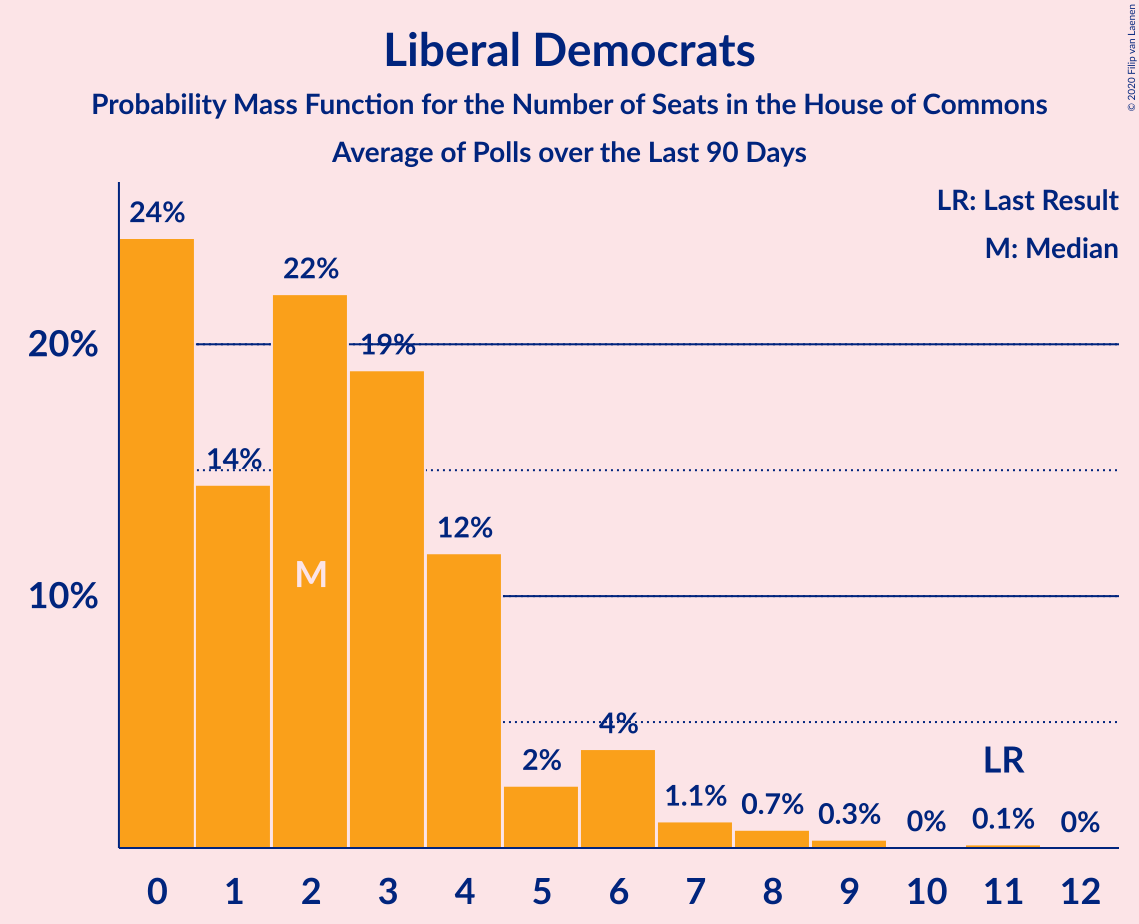 Liberal Democrats
Probability Mass Function for the Number of Seats in the House of Commons
Average of Polls over the Last 90 Days
© 2020 Filip van Laenen
LR: Last Result
M: Median
24%
22%
20%
19%
14%
12%
M
10%
4%
2%
LR
1.1%
0.7%
0.3%
0%
0.1%
0%
0 1 2 3 4 5 6 7 8 9 10 11 12